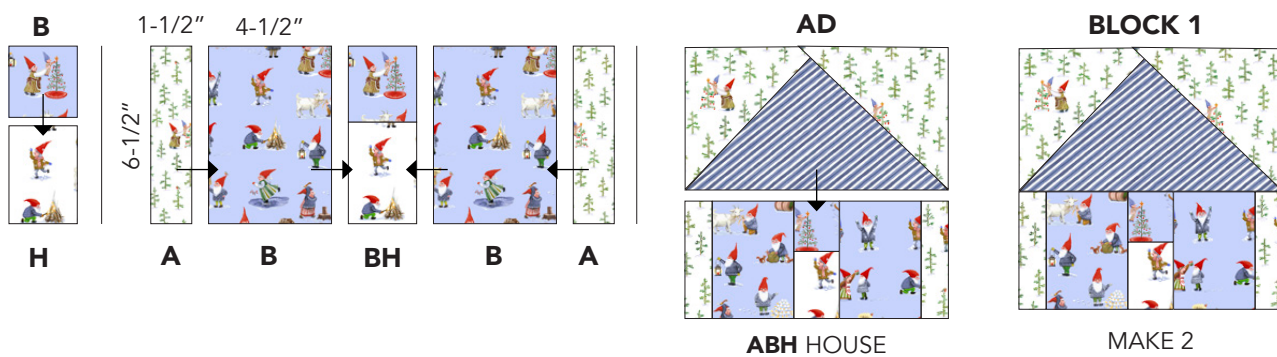 B
1-1/2” 4-1/2”
AD
BLOCK 1
6-1/2”
H
A B BH B A
ABH HOUSE
MAKE 2